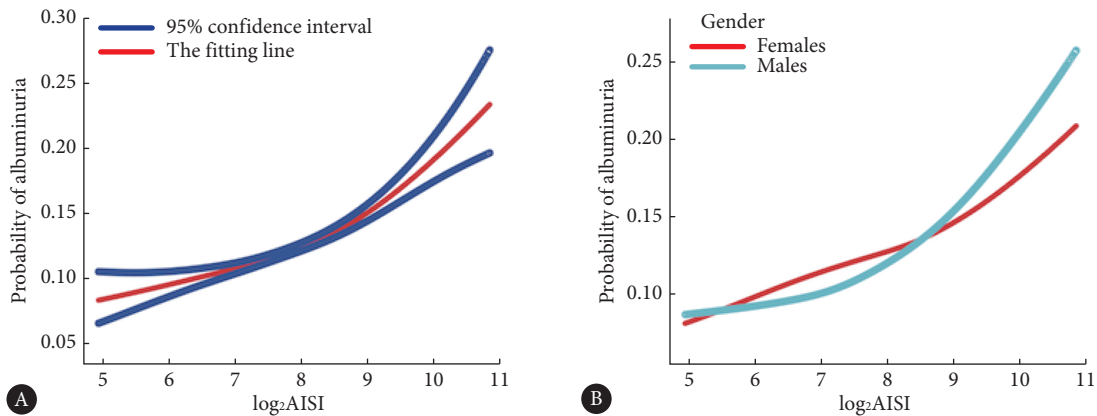 0.30
0.25
0.20
0.15
0.10
0.05
Probability of albuminuria
95% confidence interval
The fitting line
5 6 7 8 9 10 11
log₂AISI
A
Gender
Females
Males
0.25
0.20
0.15
0.10
Probability of albuminuria
5 6 7 8 9 10 11
log₂AISI
B